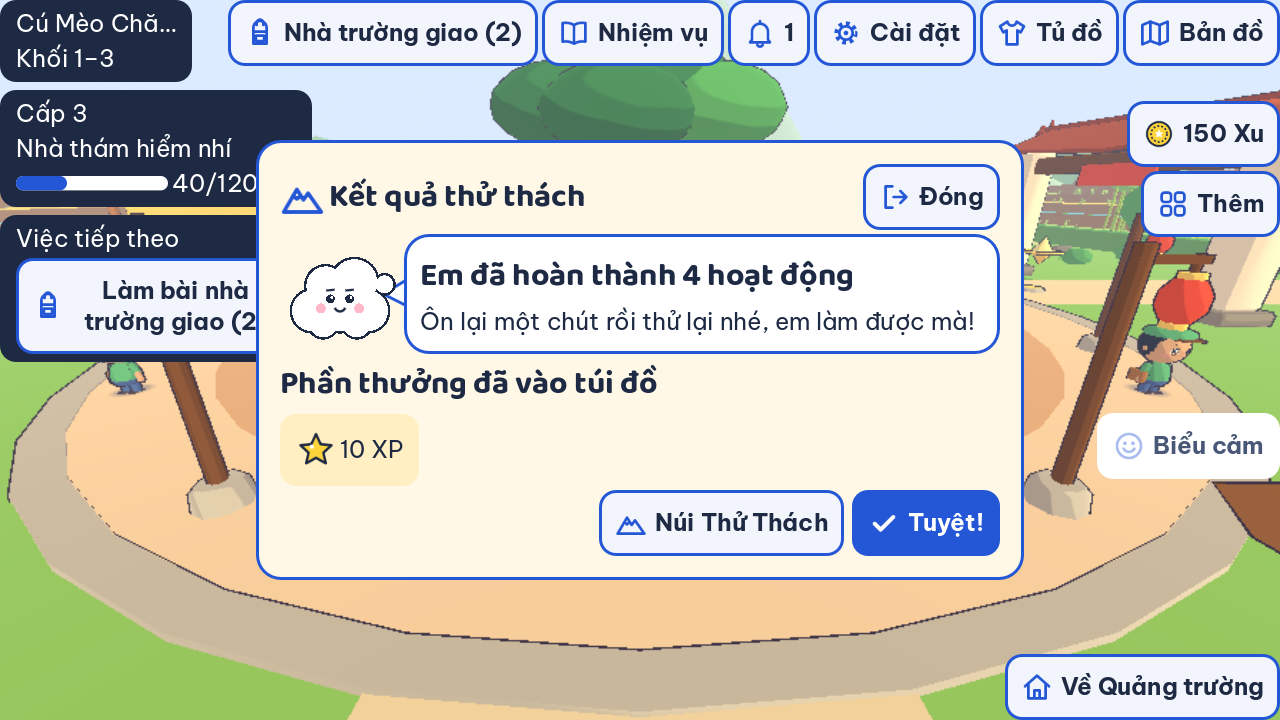 Cú Mèo Chă...
Khối 1–3
Nhà trường giao (2)
Nhiệm vụ
1
Cài đặt
Tủ đồ
Bản đồ
Cấp 3
Nhà thám hiểm nhí
40/120
150 Xu
Thêm
Việc tiếp theo
Làm bài nhà
trường giao (2
Kết quả thử thách
Đóng
Em đã hoàn thành 4 hoạt động
Ôn lại một chút rồi thử lại nhé, em làm được mà!
Phần thưởng đã vào túi đồ
10 XP
Núi Thử Thách
Tuyệt!
Biểu cảm
Về Quảng trường